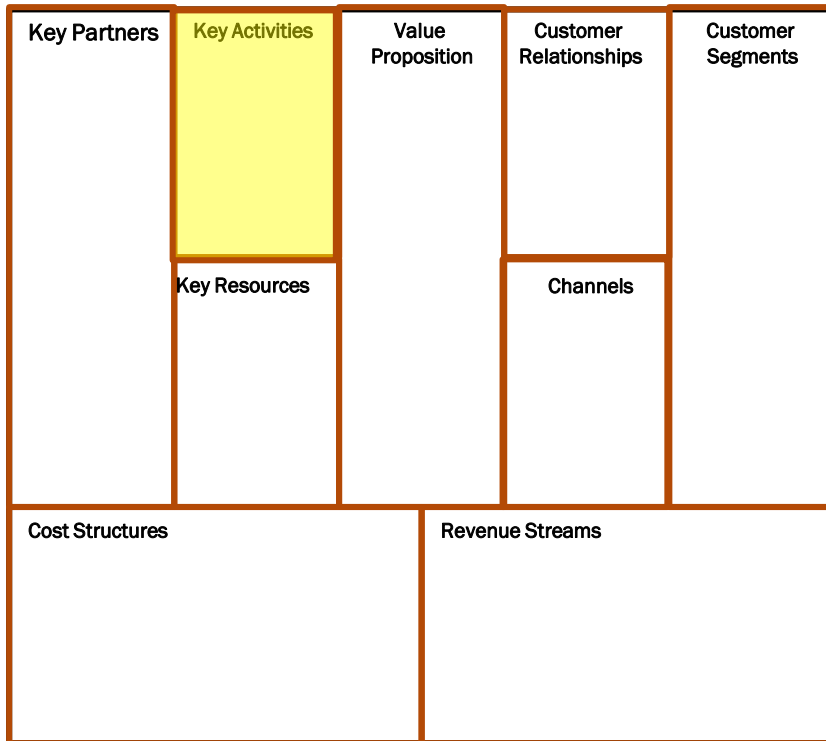 Key Partners
Key Activities
Value
Proposition
Customer
Relationships
Customer
Segments
Key Resources
Channels
Cost Structures
Revenue Streams